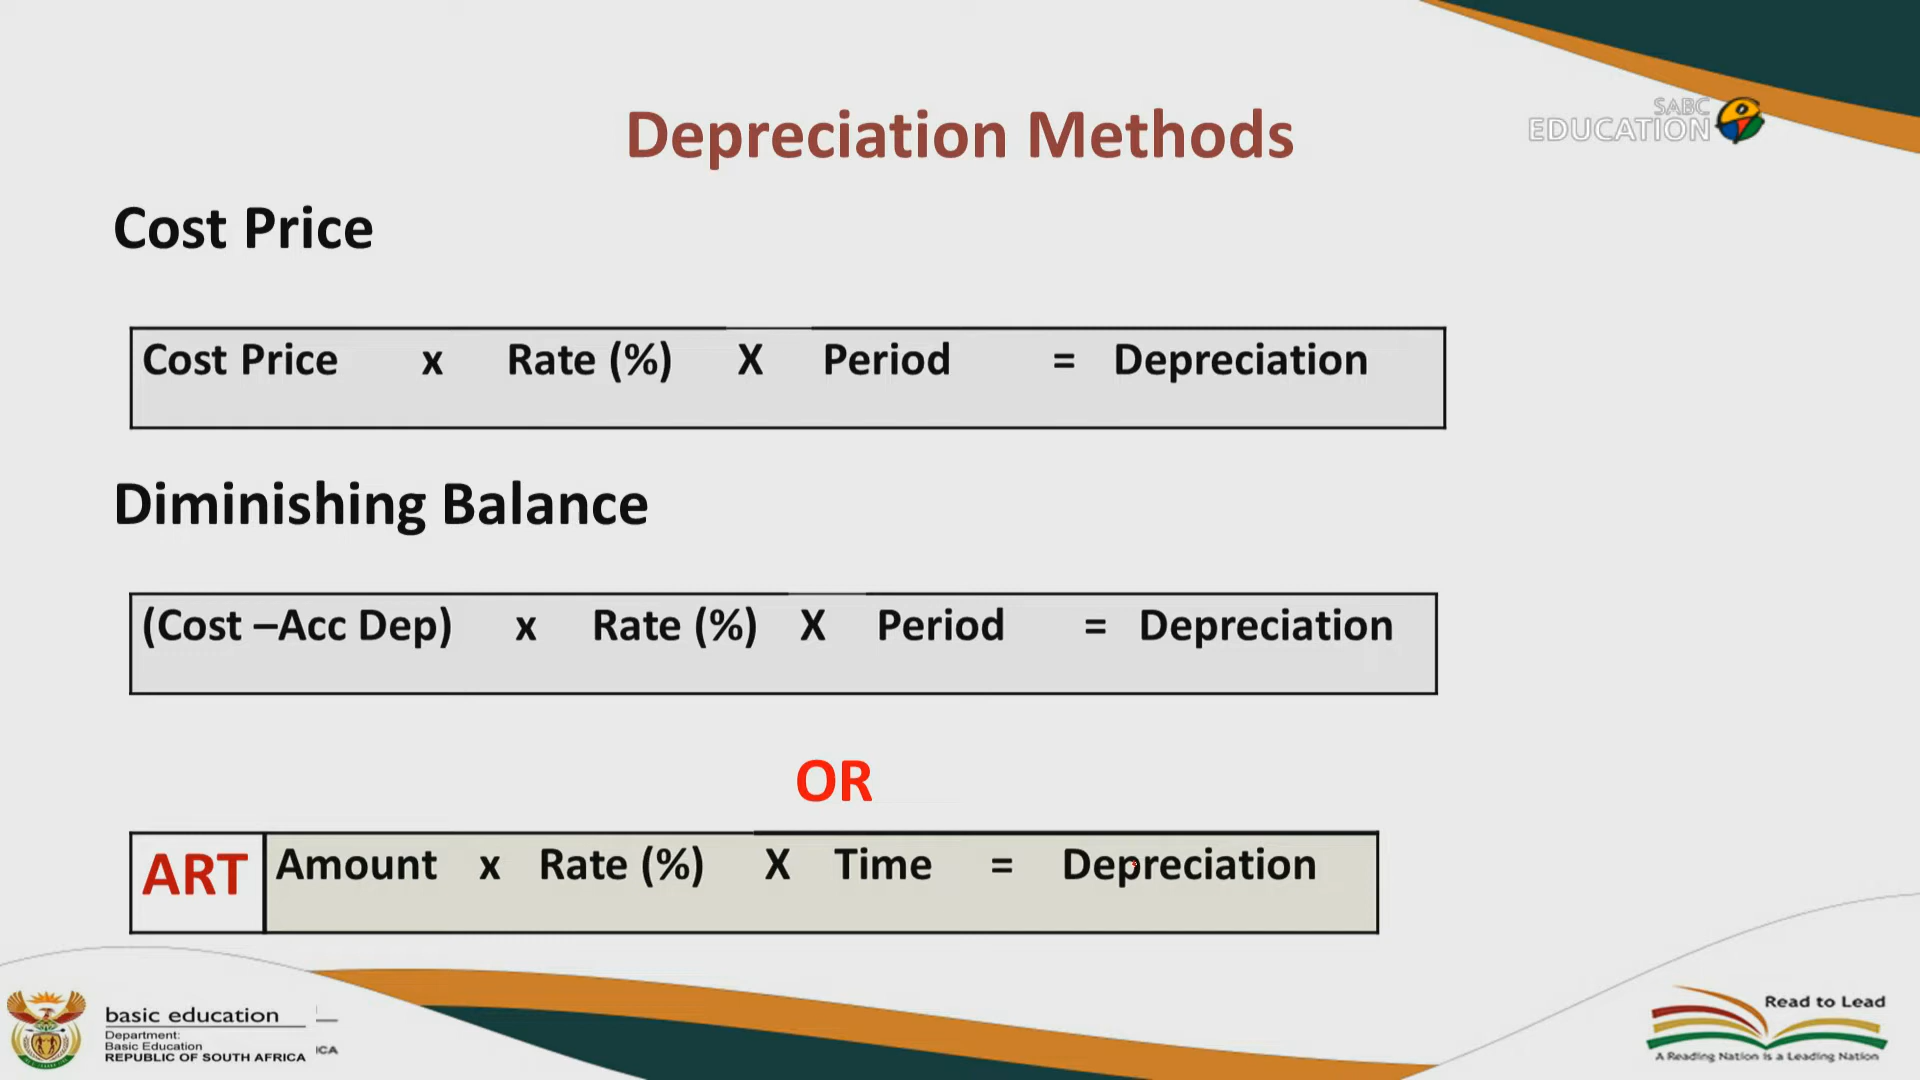 Depreciation Methods
SABC
EDUCATION
Cost Price
Cost Price x Rate (%) X Period = Depreciation
Diminishing Balance
(Cost –Acc Dep) x Rate (%) X Period = Depreciation
OR
ART Amount x Rate (%) X Time = Depreciation
basic education
Department:
Basic Education
REPUBLIC OF SOUTH AFRICA
ICA
Read to Lead
A Reading Nation is a Leading Nation